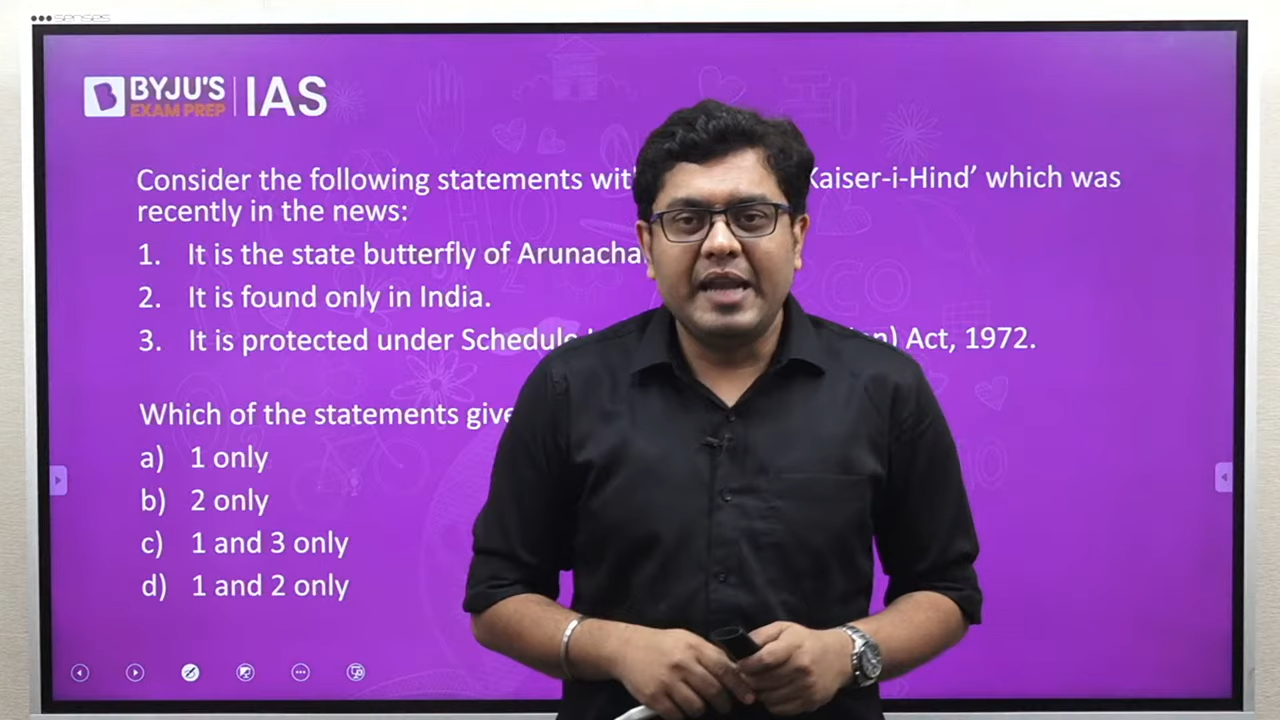 senses
BYJU'S IAS
EXAM PREP
Consider the following statements with Kaiser-i-Hind’ which was
recently in the news:
1. It is the state butterfly of Arunacha
2. It is found only in India.
3. It is protected under Schedule Act, 1972.
Which of the statements give
a) 1 only
b) 2 only
c) 1 and 3 only
d) 1 and 2 only